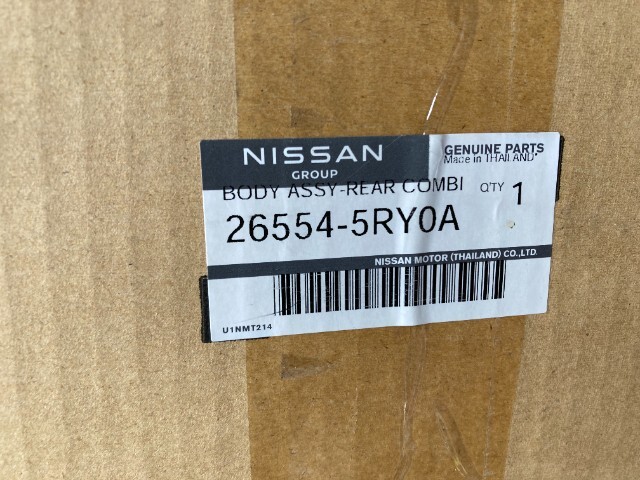 NISSAN
GROUP
GENUINE PARTS
Made in THAILAND
BODY ASSY-REAR COMBI
Q'TY 1
26554-5RY0A
NISSAN MOTOR (THAILAND) CO.,LTD.
U1NMT214